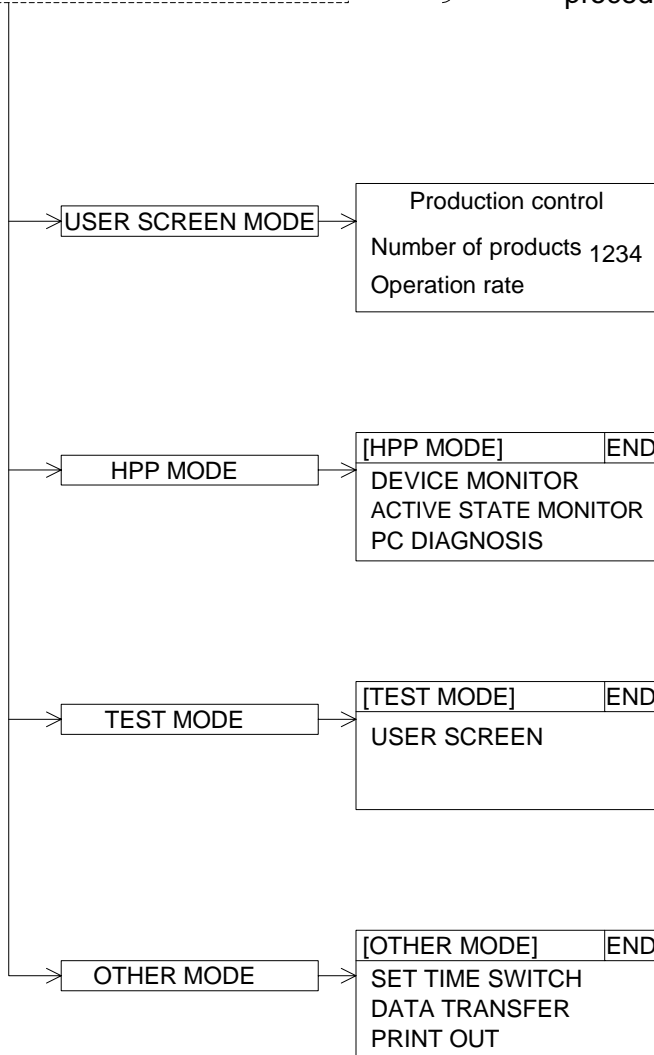 USER SCREEN MODE
Production control
Number of products 1234
Operation rate
HPP MODE
[HPP MODE] END
DEVICE MONITOR
ACTIVE STATE MONITOR
PC DIAGNOSIS
TEST MODE
[TEST MODE] END
USER SCREEN
OTHER MODE
[OTHER MODE] END
SET TIME SWITCH
DATA TRANSFER
PRINT OUT